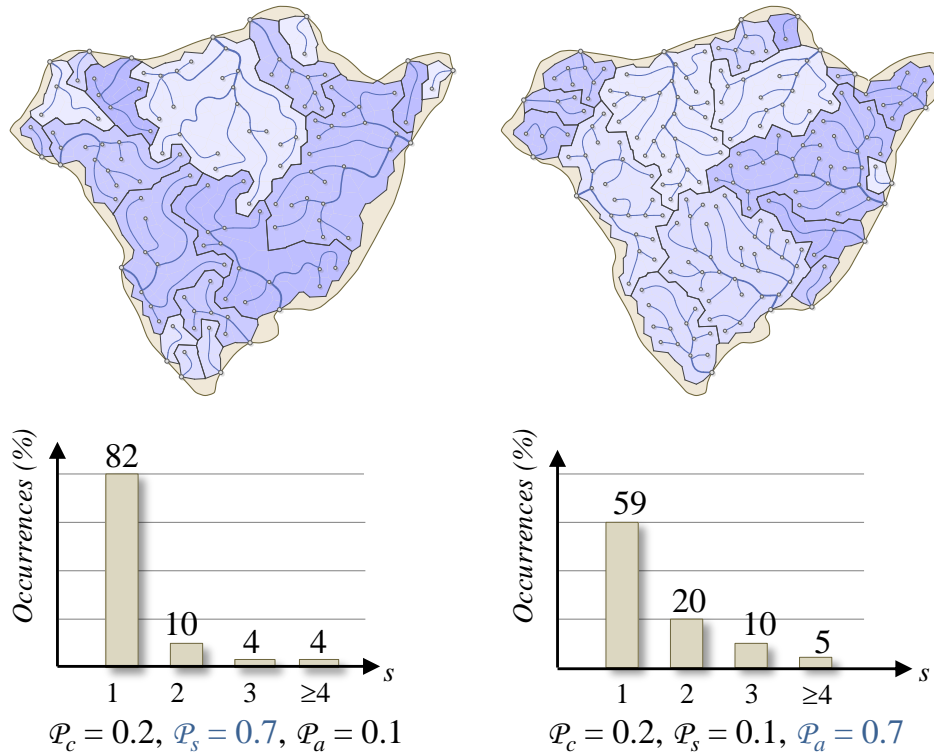 Occurrences (%)
82
10
4
4
1
2
3
≥4
s
𝒫c = 0.2, 𝒫s = 0.7, 𝒫a = 0.1
Occurrences (%)
59
20
10
5
1
2
3
≥4
s
𝒫c = 0.2, 𝒫s = 0.1, 𝒫a = 0.7